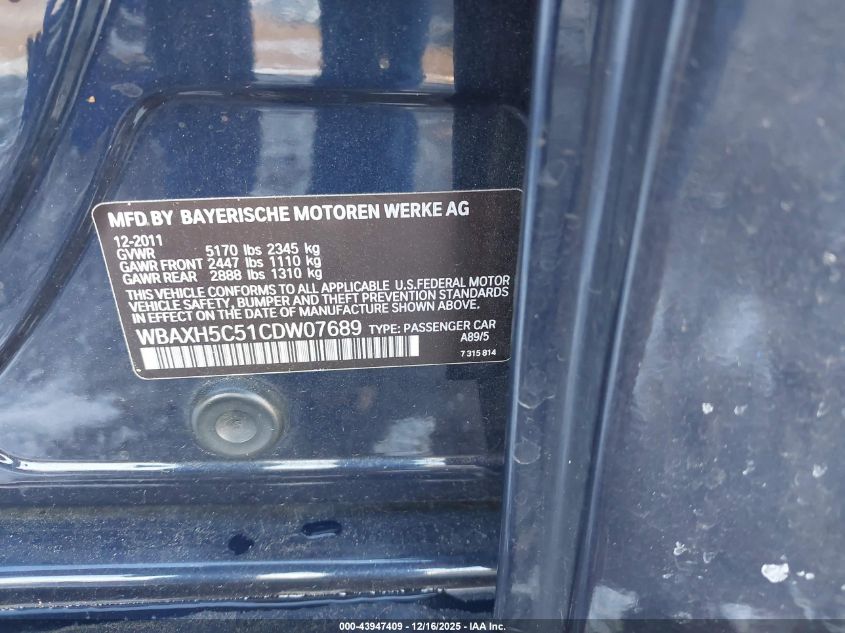 MFD. BY BAYERISCHE MOTOREN WERKE AG
12-2011
GVWR 5170 lbs 2345 kg
GAWR FRONT 2447 lbs 1110 kg
GAWR REAR 2888 lbs 1310 kg
THIS VEHICLE CONFORMS TO ALL APPLICABLE U.S.FEDERAL MOTOR
VEHICLE SAFETY, BUMPER AND THEFT PREVENTION STANDARDS
IN EFFECT ON THE DATE OF MANUFACTURE SHOWN ABOVE.
WBAXH5C51CDW07689 TYPE: PASSENGER CAR
A89/5
7 315 814
000-43947409 - 12/16/2025 - IAA Inc.